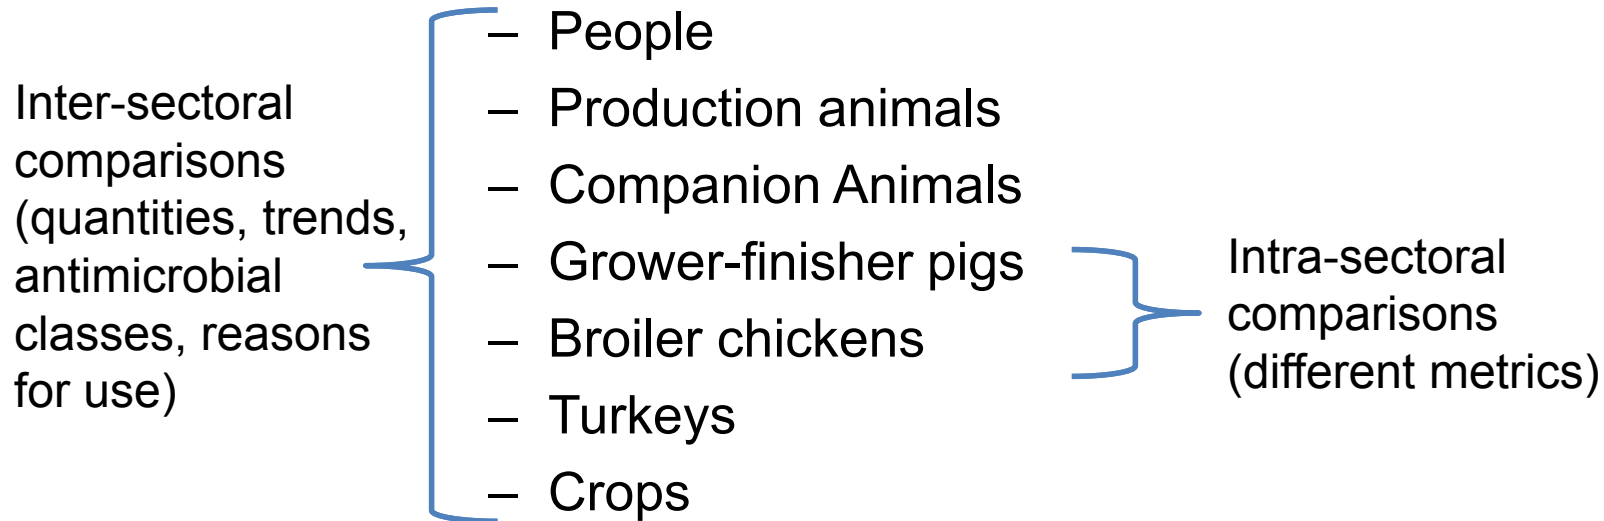 Inter-sectoral
comparisons
(quantities, trends,
antimicrobial
classes, reasons
for use)
– People
– Production animals
– Companion Animals
– Grower-finisher pigs
– Broiler chickens
– Turkeys
– Crops
Intra-sectoral
comparisons
(different metrics)